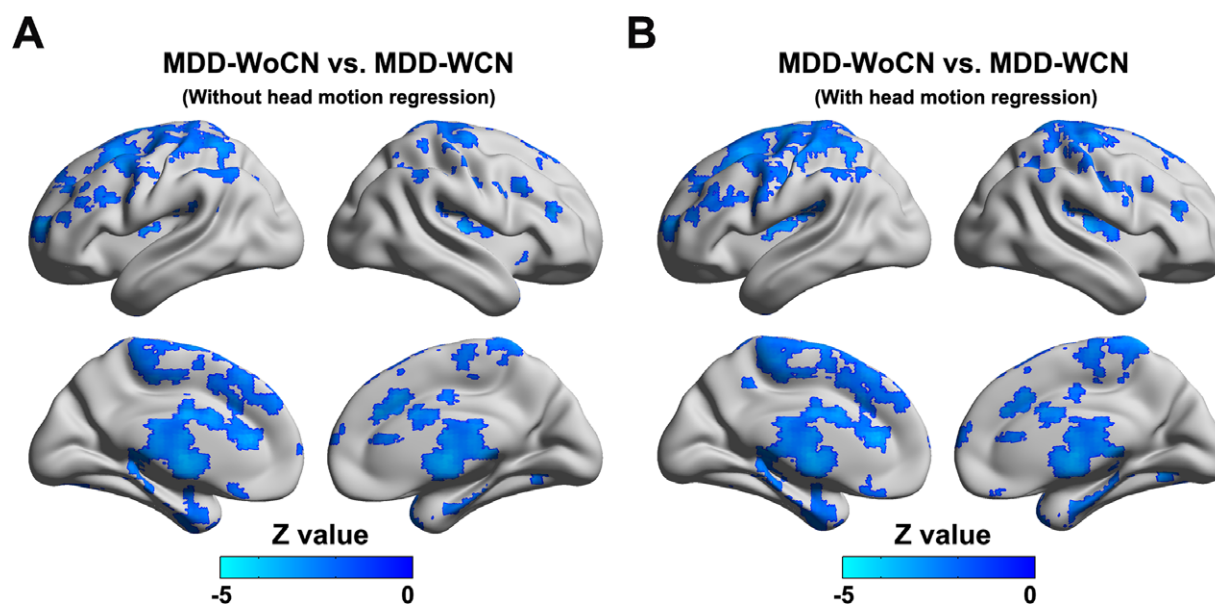 A
MDD-WoCN vs. MDD-WCN
(Without head motion regression)
Z value
-5 0
B
MDD-WoCN vs. MDD-WCN
(With head motion regression)
Z value
-5 0